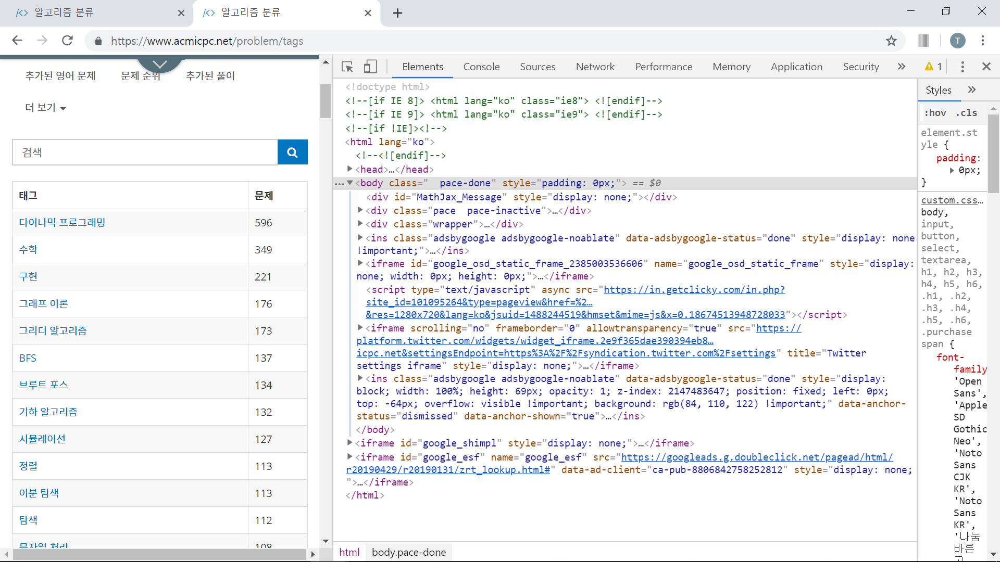 알고리즘 분류
알고리즘 분류
https://www.acmicpc.net/problem/tags
T
추가된 영어 문제 문제 순위 추가된 풀이
더 보기
검색
태그 문제
다이나믹 프로그래밍 596
수학 349
구현 221
그래프 이론 176
그리디 알고리즘 173
BFS 137
브루트 포스 134
기하 알고리즘 132
시뮬레이션 127
정렬 113
이분 탐색 113
탐색 112
문자열 처리 108
Elements Console Sources Network Performance Memory Application Security » 1
<!doctype html>
<!--[if IE 8]> <html lang="ko" class="ie8"> <![endif]-->
<!--[if IE 9]> <html lang="ko" class="ie9"> <![endif]-->
<!--[if !IE]><!-->
<html lang="ko">
<!--<![endif]-->
<head>…</head>
…<body class="  pace-done" style="padding: 0px;"> == $0
<div id="MathJax_Message" style="display: none;"></div>
<div class="pace  pace-inactive">…</div>
<div class="wrapper">…</div>
<ins class="adsbygoogle adsbygoogle-noablate" data-adsbygoogle-status="done" style="display: none
!important;">…</ins>
<iframe id="google_osd_static_frame_2385003536606" name="google_osd_static_frame" style="display:
none; width: 0px; height: 0px;">…</iframe>
<script type="text/javascript" async src="https://in.getclicky.com/in.php?
site_id=101095264&type=pageview&href=%2…
&res=1280x720&lang=ko&jsuid=1488244519&hmset&mime=js&x=0.18674513948728033"></script>
<iframe scrolling="no" frameborder="0" allowtransparency="true" src="https://
platform.twitter.com/widgets/widget_iframe.2e9f365dae390394eb8…
icpc.net&settingsEndpoint=https%3A%2F%2Fsyndication.twitter.com%2Fsettings" title="Twitter
settings iframe" style="display: none;">…</iframe>
<ins class="adsbygoogle adsbygoogle-noablate" data-adsbygoogle-status="done" style="display:
block; width: 100%; height: 69px; opacity: 1; z-index: 2147483647; position: fixed; left: 0px;
top: -64px; overflow: visible !important; background: rgb(84, 110, 122) !important;" data-anchor-
status="dismissed" data-anchor-shown="true">…</ins>
</body>
<iframe id="google_shimpl" style="display: none;">…</iframe>
<iframe id="google_esf" name="google_esf" src="https://googleads.g.doubleclick.net/pagead/html/
r20190429/r20190131/zrt_lookup.html#" data-ad-client="ca-pub-8806842758252812" style="display: none;
">…</iframe>
</html>
html body.pace-done
Styles »
:hov .cls
element.st
yle {
padding:
0px;
}
custom.css…
body,
input,
button,
select,
textarea,
h1, h2, h3,
h4, h5, h6,
.h1, .h2,
.h3, .h4,
.h5, .h6,
.purchase
span {
font-
family
'Open
Sans',
'Apple
SD
Gothic
Neo',
'Noto
Sans
CJK
KR',
'Noto
Sans
KR',
'나눔
바른